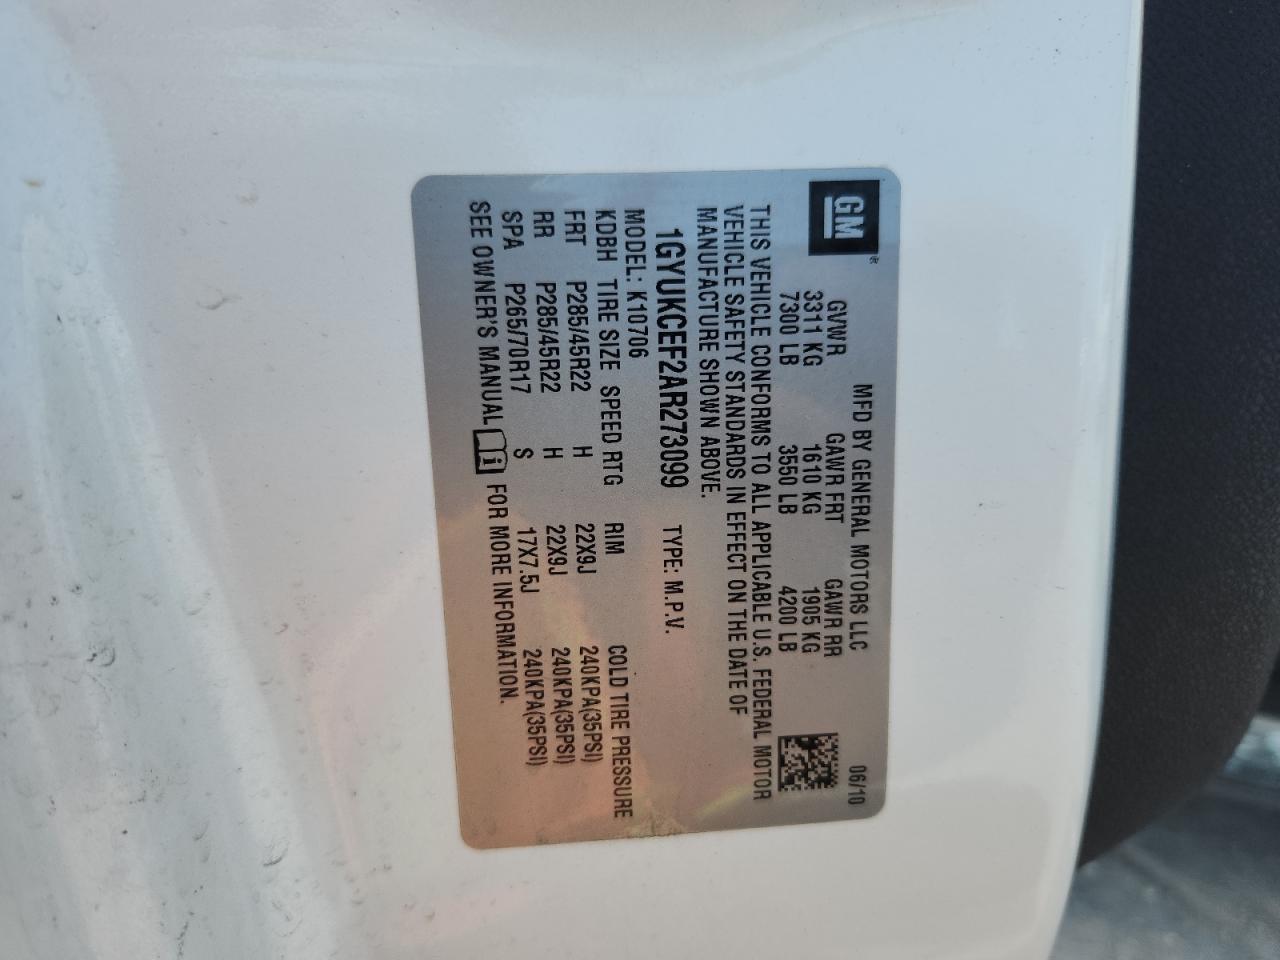 GM®
MFD BY GENERAL MOTORS LLC 06/10
GVWR GAWR FRT GAWR RR
3311 KG 1610 KG 1905 KG
7300 LB 3550 LB 4200 LB
THIS VEHICLE CONFORMS TO ALL APPLICABLE U.S. FEDERAL MOTOR
VEHICLE SAFETY STANDARDS IN EFFECT ON THE DATE OF
MANUFACTURE SHOWN ABOVE.
1GYUKCEF2AR273099 TYPE: M.P.V.
MODEL: K10706
KDBH TIRE SIZE SPEED RTG RIM COLD TIRE PRESSURE
FRT P285/45R22 H 22X9J 240KPA(35PSI)
RR P285/45R22 H 22X9J 240KPA(35PSI)
SPA P265/70R17 S 17X7.5J 240KPA(35PSI)
SEE OWNER'S MANUAL i FOR MORE INFORMATION.